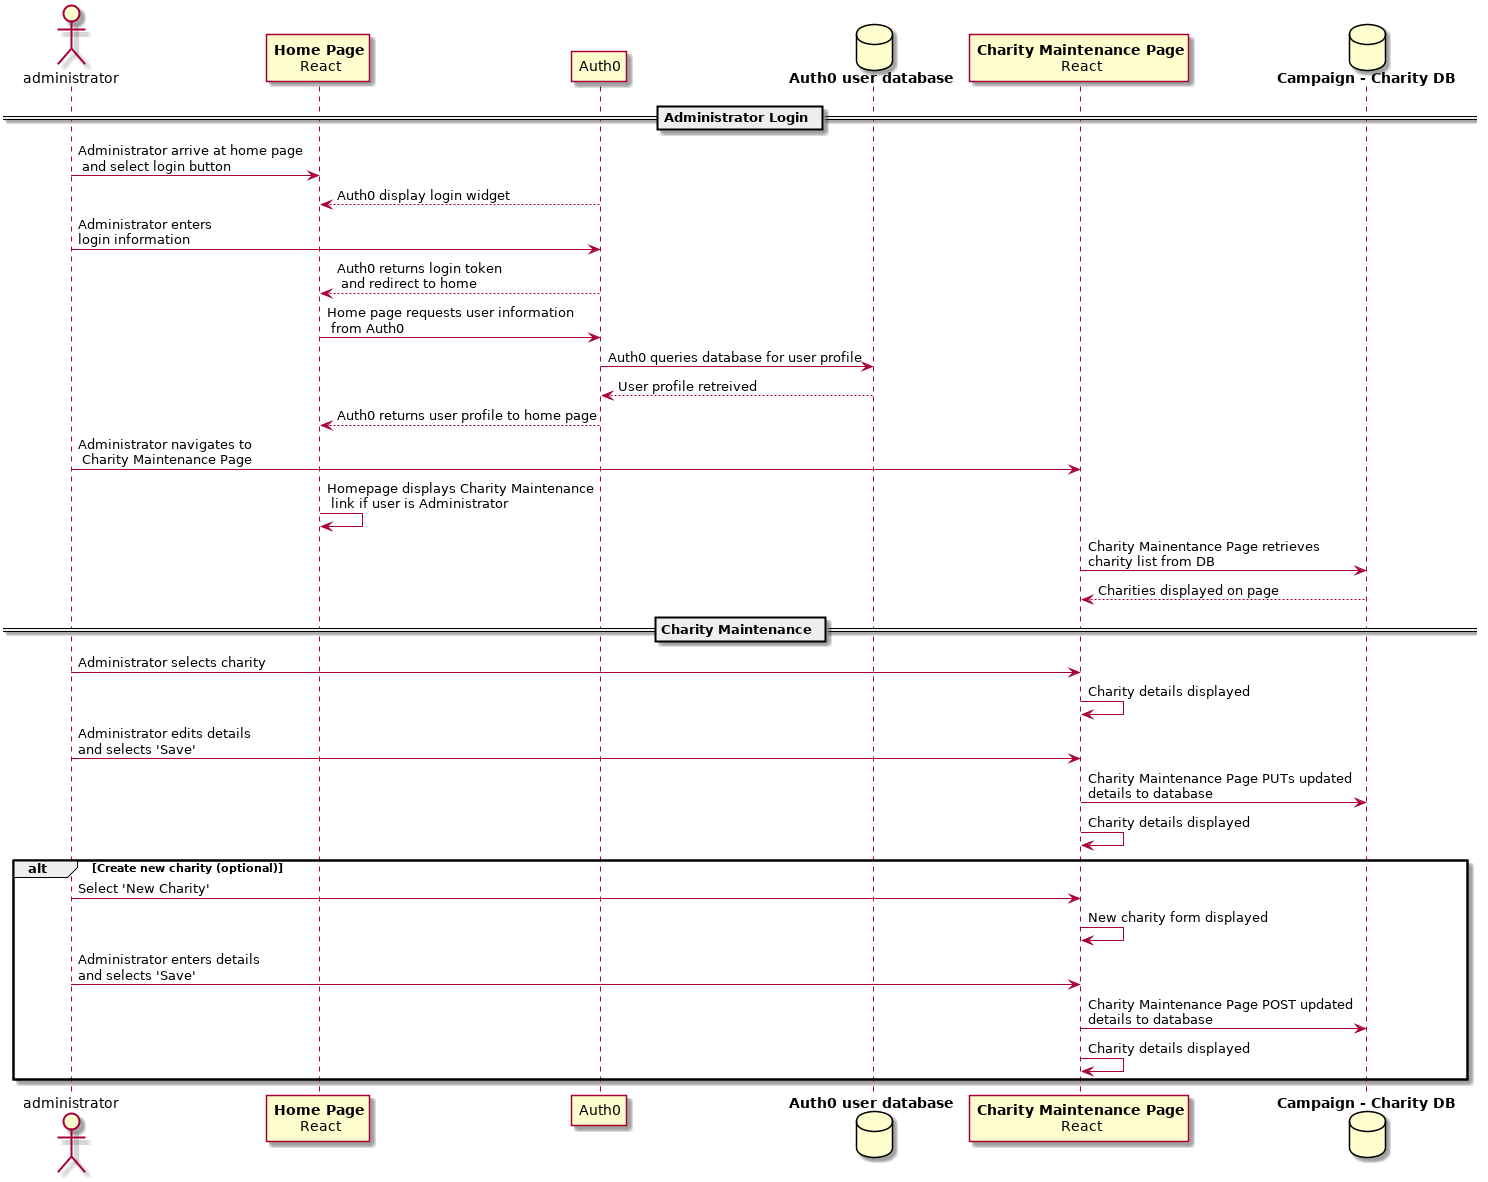 administrator
Home Page
React
Auth0
Auth0 user database
Charity Maintenance Page
React
Campaign - Charity DB
Administrator Login
Administrator arrive at home page
and select login button
Auth0 display login widget
Administrator enters
login information
Auth0 returns login token
and redirect to home
Home page requests user information
from Auth0
Auth0 queries database for user profile
User profile retreived
Auth0 returns user profile to home page
Administrator navigates to
Charity Maintenance Page
Homepage displays Charity Maintenance
link if user is Administrator
Charity Mainentance Page retrieves
charity list from DB
Charities displayed on page
Charity Maintenance
Administrator selects charity
Charity details displayed
Administrator edits details
and selects 'Save'
Charity Maintenance Page PUTs updated
details to database
Charity details displayed
alt
[Create new charity (optional)]
Select 'New Charity'
New charity form displayed
Administrator enters details
and selects 'Save'
Charity Maintenance Page POST updated
details to database
Charity details displayed
administrator
Home Page
React
Auth0
Auth0 user database
Charity Maintenance Page
React
Campaign - Charity DB